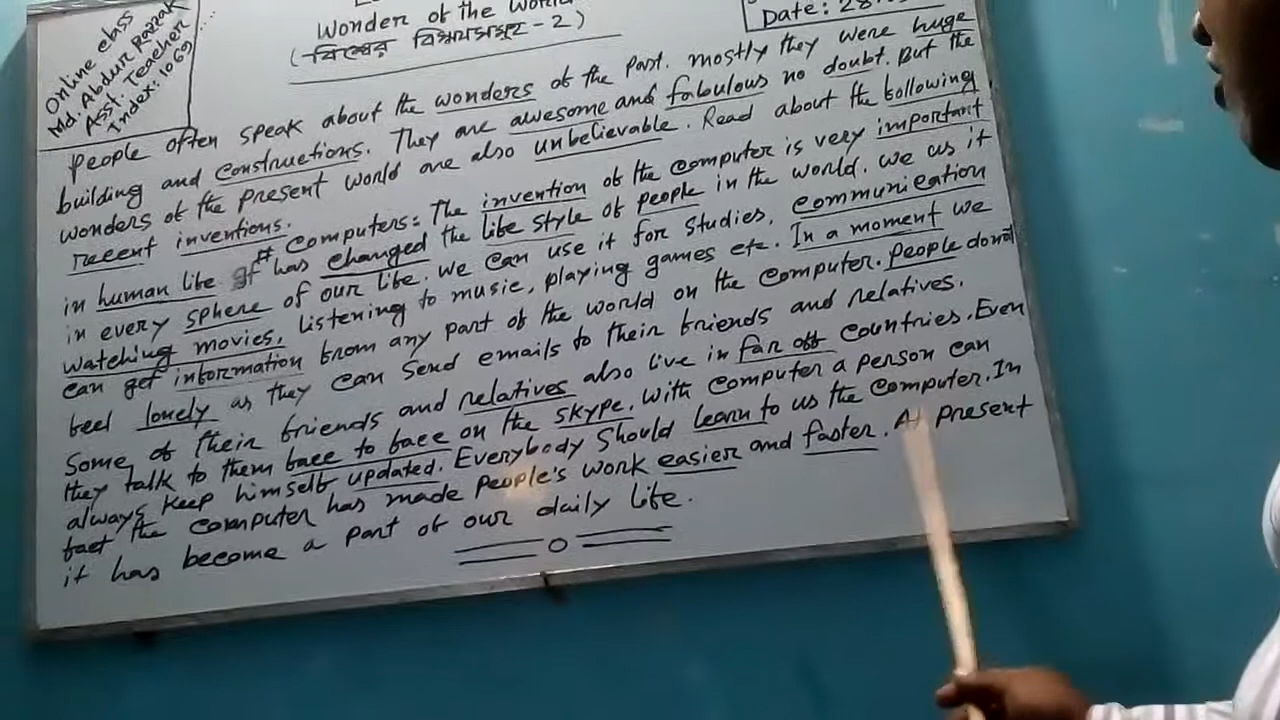 Online class
Md. Abdur Razzak
Asst. Teacher
Index: 1069
Wonder of the World
(বিশ্বের বিস্ময়সমূহ - 2)
Date: 28
People often speak about the wonders of the past. mostly they were huge
building and constructions. They are awesome and fabulous no doubt. But the
wonders of the present world are also unbelievable. Read about the following
recent inventions.
# Computers: The invention of the computer is very important
in human life gt has changed the life style of people in the world. we us it
in every sphere of our life. we can use it for studies, communication
watching movies, listening to music, playing games etc. In a moment we
can get information from any part of the world on the computer. People donot
feel lonely as they can send emails to their friends and relatives.
Some of their friends and relatives also live in far off countries. Even
they talk to them face to face on the skype. With computer a person can
always keep himself updated. Everybody should learn to us the computer. In
fact the computer has made people's work easier and faster. At present
it has become a part of our daily life.